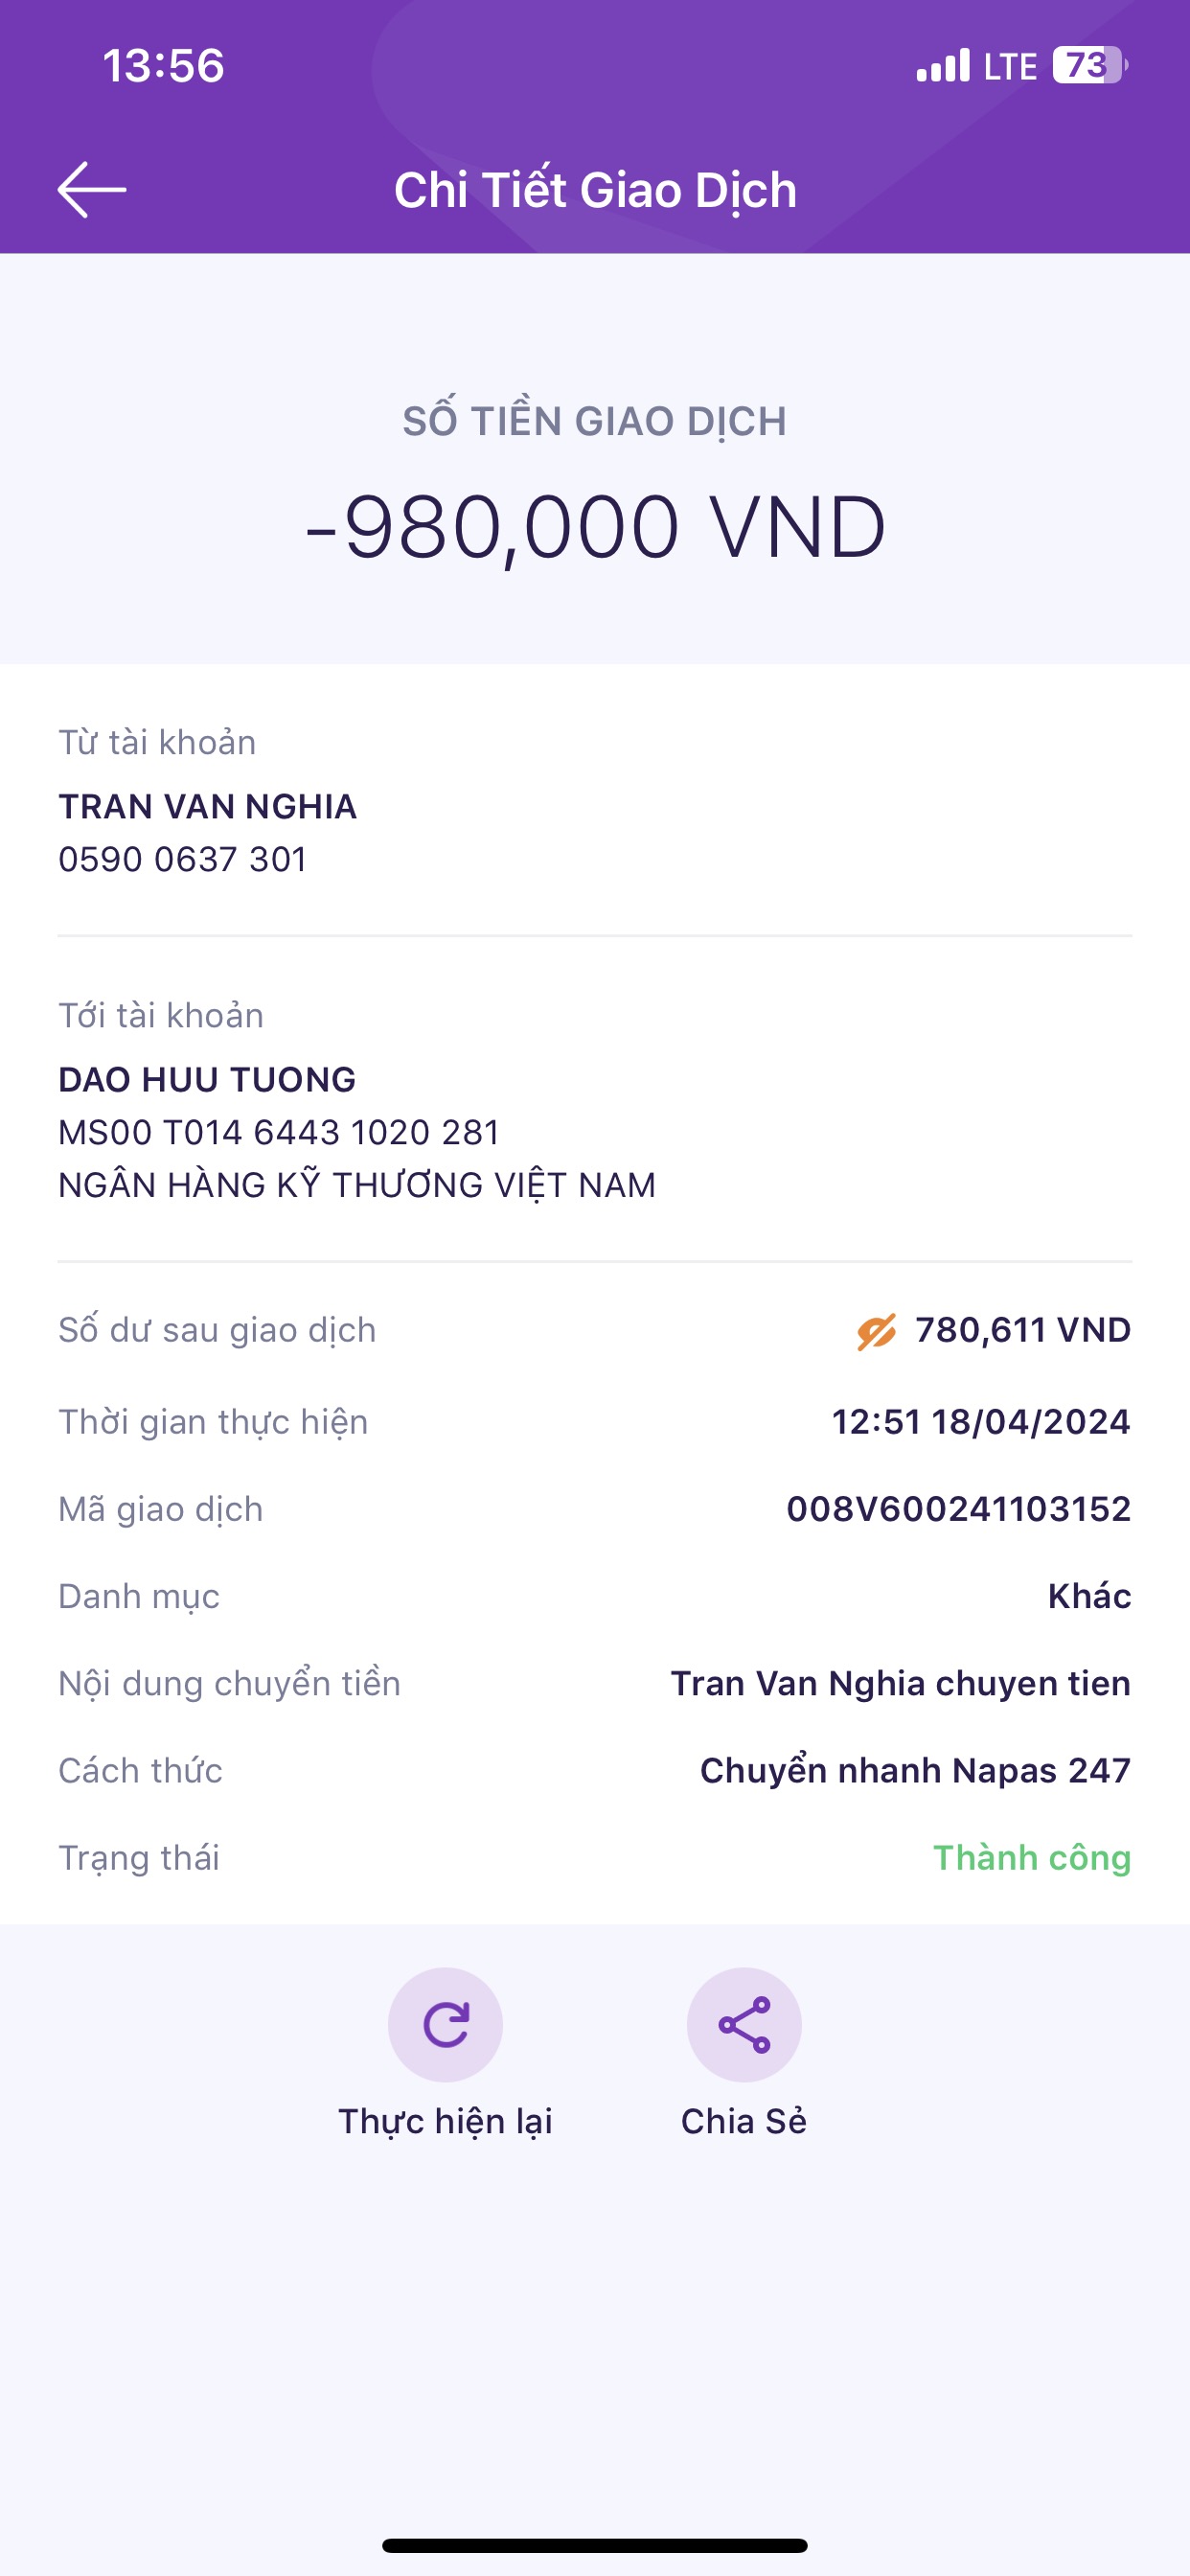 13:56
LTE 73
Chi Tiết Giao Dịch
SỐ TIỀN GIAO DỊCH
-980,000 VND
Từ tài khoản
TRAN VAN NGHIA
0590 0637 301
Tới tài khoản
DAO HUU TUONG
MS00 T014 6443 1020 281
NGÂN HÀNG KỸ THƯƠNG VIỆT NAM
Số dư sau giao dịch 780,611 VND
Thời gian thực hiện 12:51 18/04/2024
Mã giao dịch 008V600241103152
Danh mục Khác
Nội dung chuyển tiền Tran Van Nghia chuyen tien
Cách thức Chuyển nhanh Napas 247
Trạng thái Thành công
Thực hiện lại Chia Sẻ